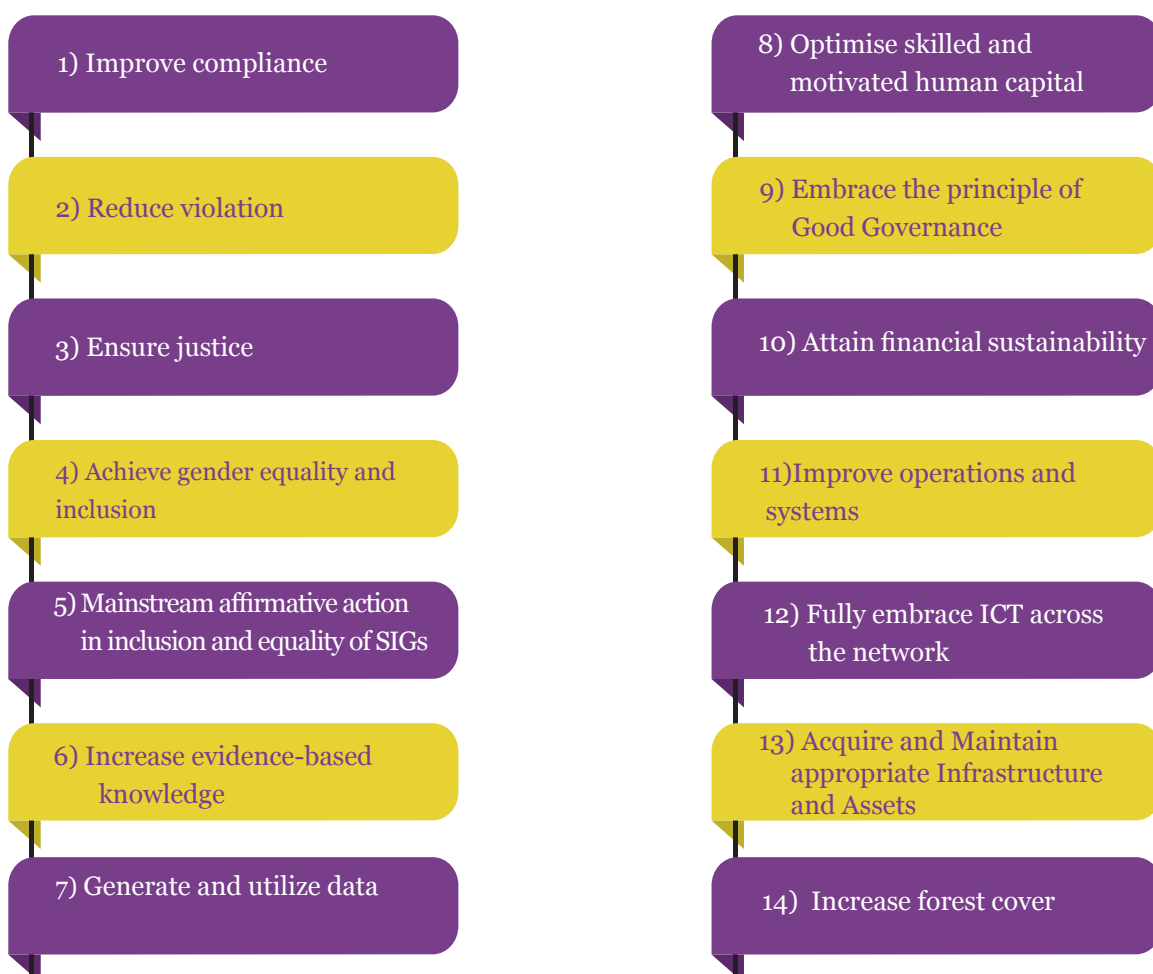 1) Improve compliance
2) Reduce violation
3) Ensure justice
4) Achieve gender equality and
inclusion
5) Mainstream affirmative action
in inclusion and equality of SIGs
6) Increase evidence-based
knowledge
7) Generate and utilize data
8) Optimise skilled and
motivated human capital
9) Embrace the principle of
Good Governance
10) Attain financial sustainability
11)Improve operations and
systems
12) Fully embrace ICT across
the network
13) Acquire and Maintain
appropriate Infrastructure
and Assets
14) Increase forest cover